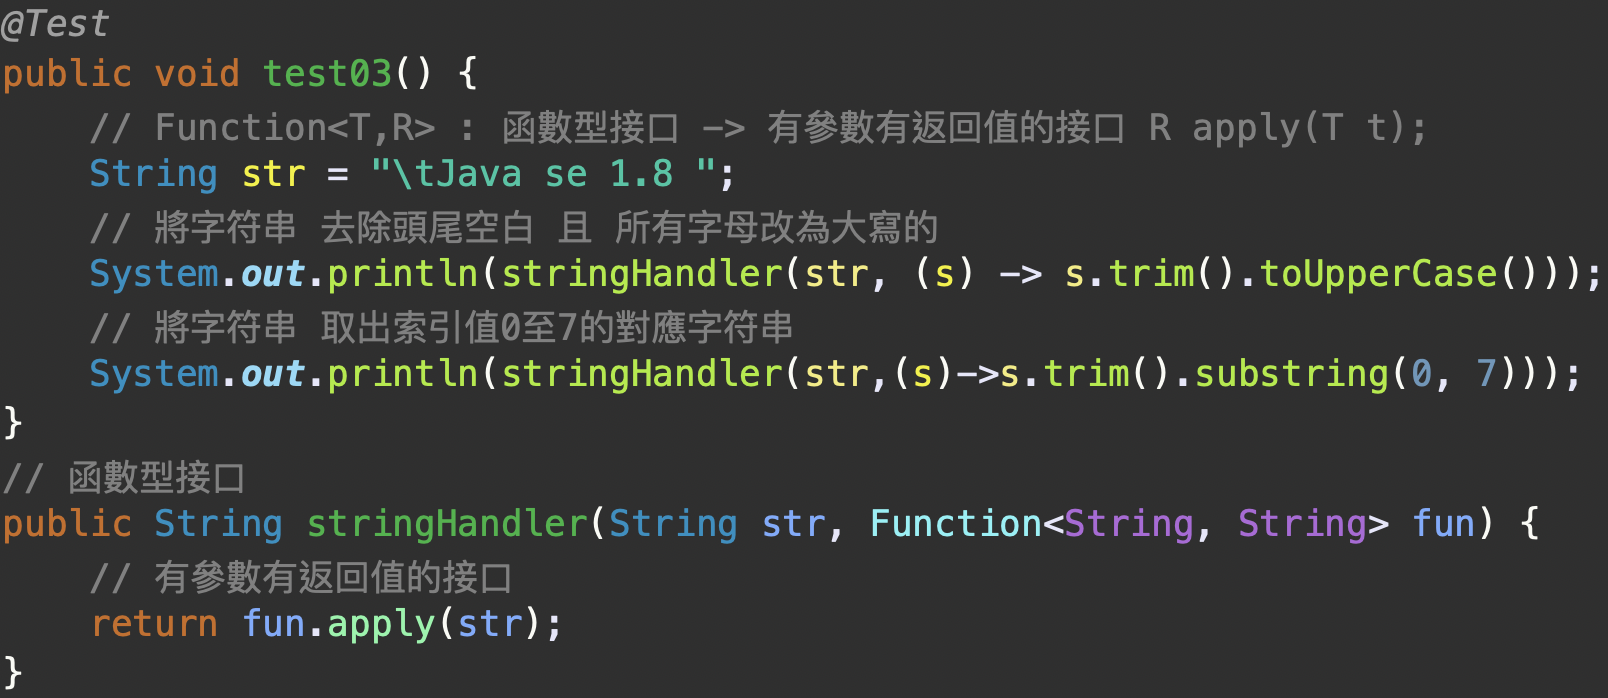 @Test
public void test03() {
    // Function<T,R> : 函數型接口 -> 有參數有返回值的接口 R apply(T t);
    String str = "\tJava se 1.8 ";
    // 將字符串 去除頭尾空白 且 所有字母改為大寫的
    System.out.println(stringHandler(str, (s) -> s.trim().toUpperCase()));
    // 將字符串 取出索引值0至7的對應字符串
    System.out.println(stringHandler(str,(s)->s.trim().substring(0, 7)));
}
// 函數型接口
public String stringHandler(String str, Function<String, String> fun) {
    // 有參數有返回值的接口
    return fun.apply(str);
}